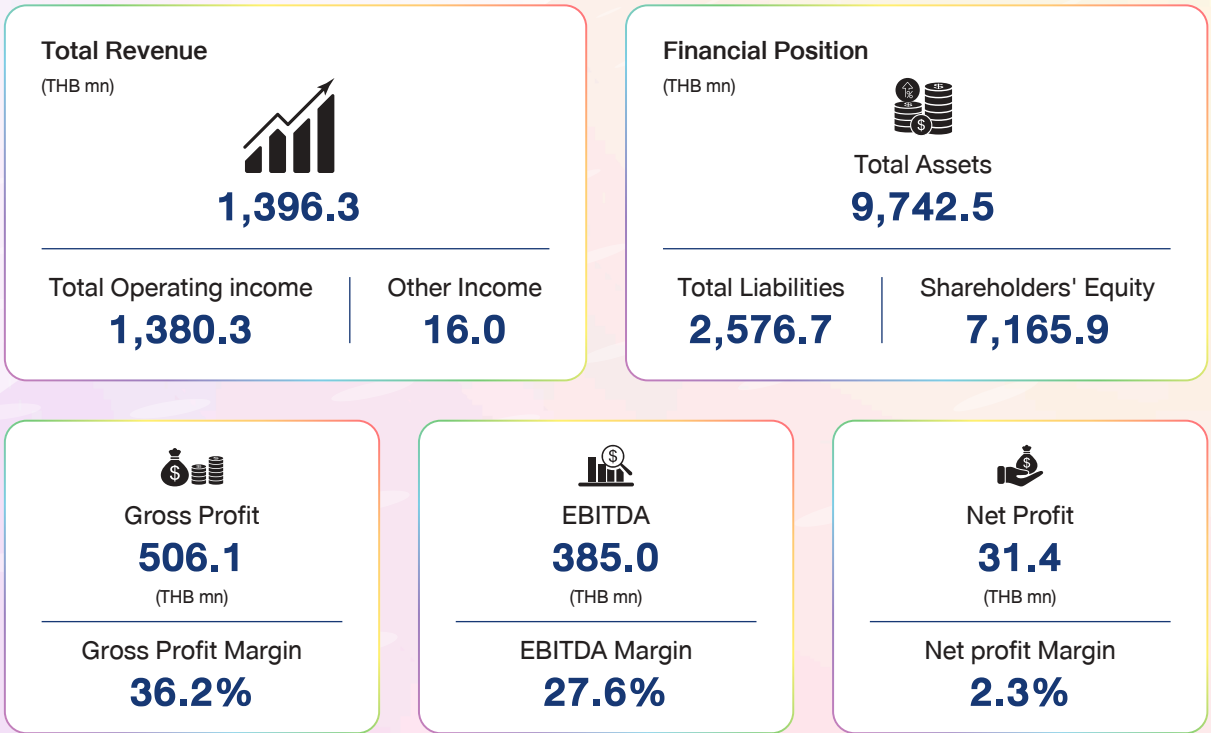 Total Revenue
(THB mn)
1,396.3
Total Operating income
1,380.3
Other Income
16.0
Financial Position
(THB mn)
Total Assets
9,742.5
Total Liabilities
2,576.7
Shareholders' Equity
7,165.9
Gross Profit
506.1
(THB mn)
Gross Profit Margin
36.2%
EBITDA
385.0
(THB mn)
EBITDA Margin
27.6%
Net Profit
31.4
(THB mn)
Net profit Margin
2.3%